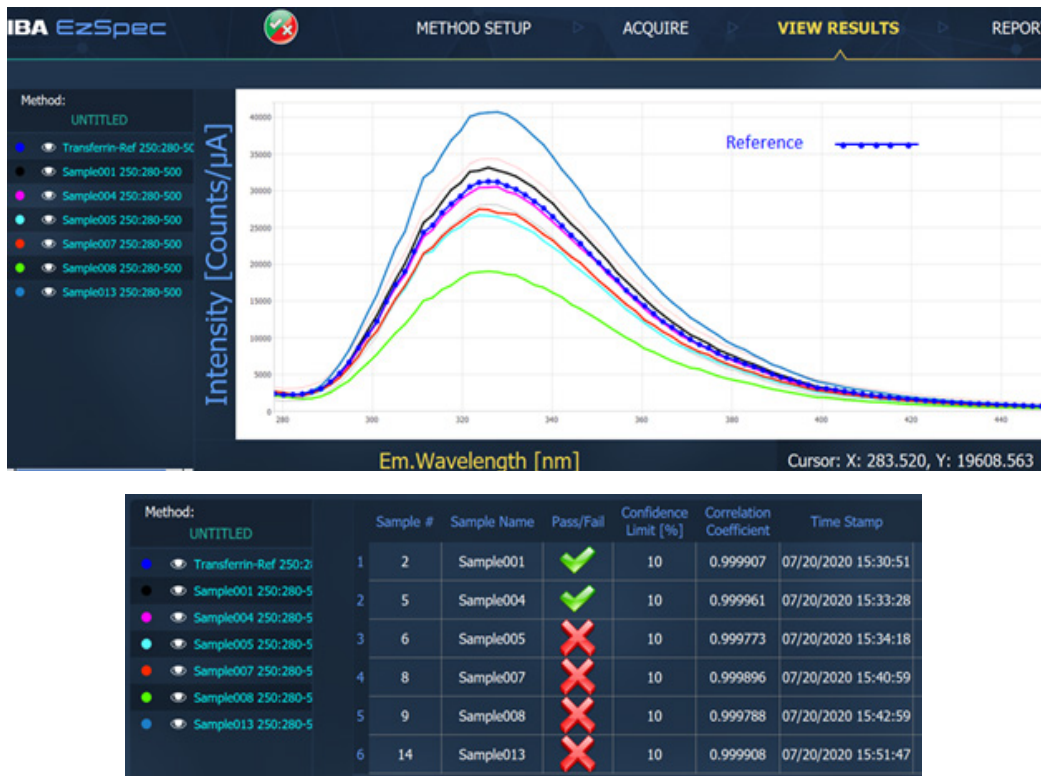 IBA EzSpec METHOD SETUP ACQUIRE VIEW RESULTS REPOR
Method:
UNTITLED
Transferrin-Ref 250:280-50
Sample001 250:280-500
Sample004 250:280-500
Sample005 250:280-500
Sample007 250:280-500
Sample008 250:280-500
Sample013 250:280-500
Intensity [Counts/µA]
40000
35000
30000
25000
20000
15000
10000
5000
0
Reference
280 300 320 340 360 380 400 420 440
Em.Wavelength [nm]
Cursor: X: 283.520, Y: 19608.563
Method:
UNTITLED
Transferrin-Ref 250:28
Sample001 250:280-5
Sample004 250:280-5
Sample005 250:280-5
Sample007 250:280-5
Sample008 250:280-5
Sample013 250:280-5
Sample # Sample Name Pass/Fail Confidence Limit [%] Correlation Coefficient Time Stamp
1 2 Sample001 10 0.999907 07/20/2020 15:30:51
2 5 Sample004 10 0.999961 07/20/2020 15:33:28
3 6 Sample005 10 0.999773 07/20/2020 15:34:18
4 8 Sample007 10 0.999896 07/20/2020 15:40:59
5 9 Sample008 10 0.999788 07/20/2020 15:42:59
6 14 Sample013 10 0.999908 07/20/2020 15:51:47